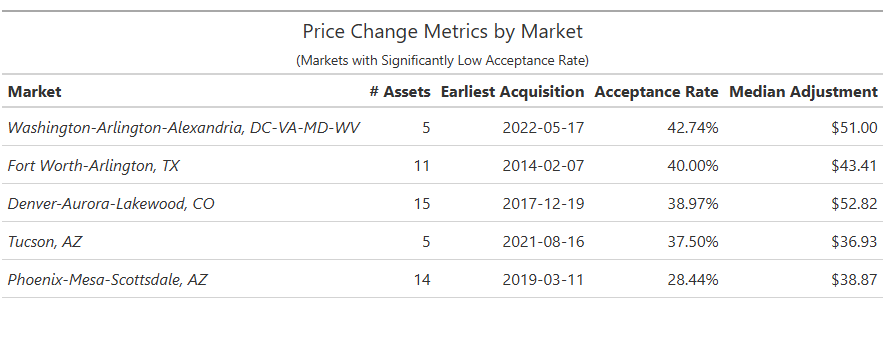 Price Change Metrics by Market
(Markets with Significantly Low Acceptance Rate)
Market # Assets Earliest Acquisition Acceptance Rate Median Adjustment
Washington-Arlington-Alexandria, DC-VA-MD-WV 5 2022-05-17 42.74% $51.00
Fort Worth-Arlington, TX 11 2014-02-07 40.00% $43.41
Denver-Aurora-Lakewood, CO 15 2017-12-19 38.97% $52.82
Tucson, AZ 5 2021-08-16 37.50% $36.93
Phoenix-Mesa-Scottsdale, AZ 14 2019-03-11 28.44% $38.87